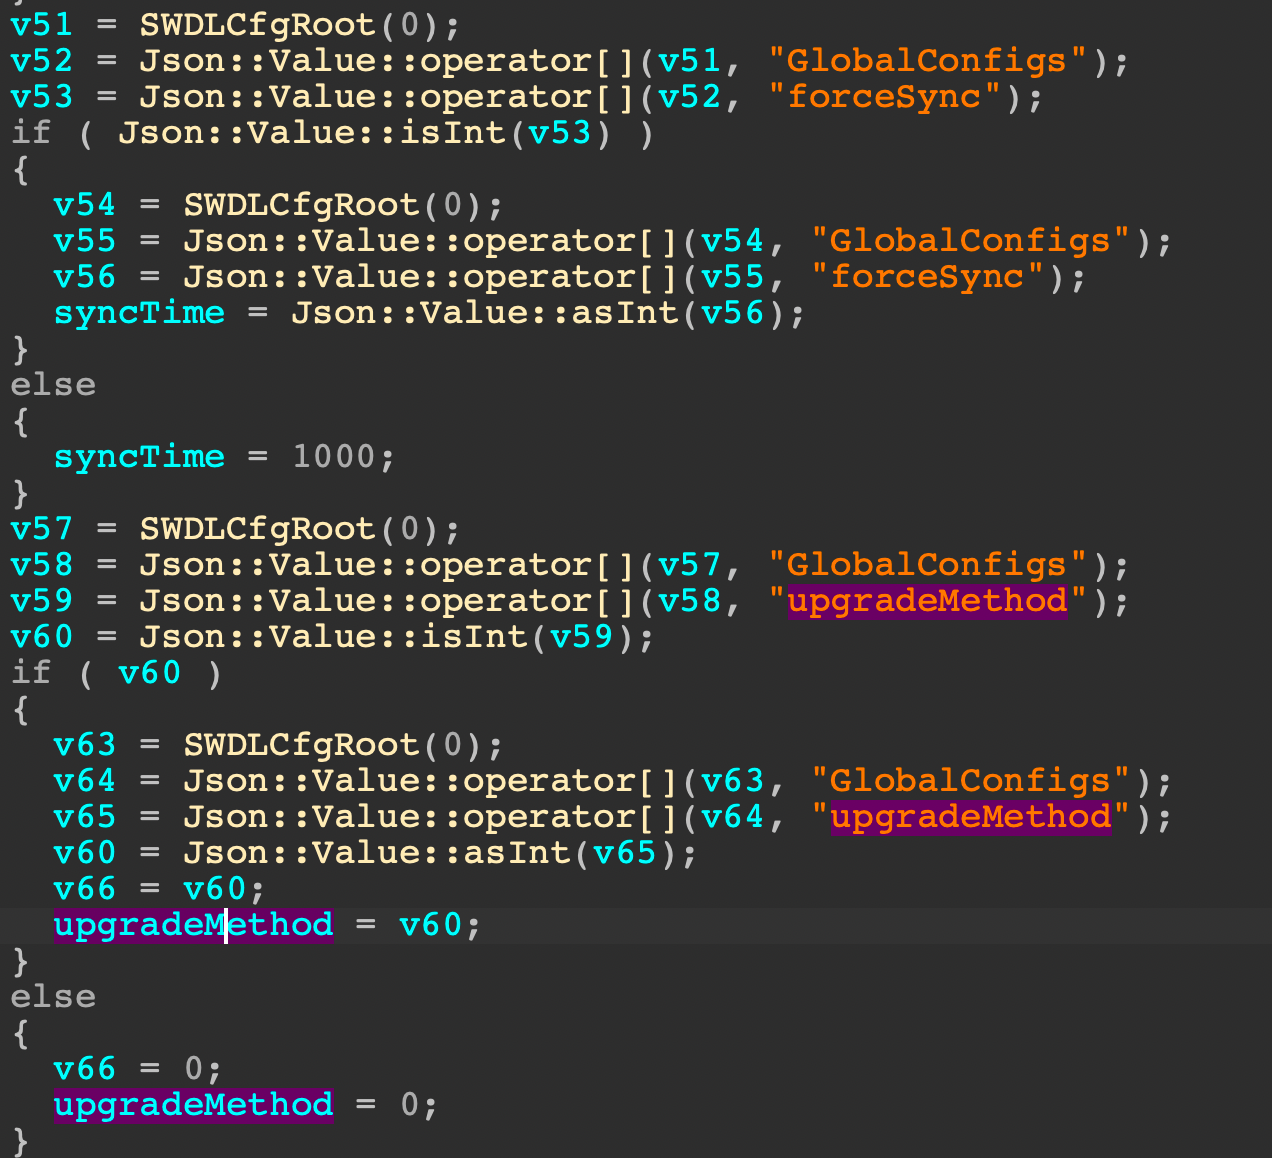 }
v51 = SWDLCfgRoot(0);
v52 = Json::Value::operator[](v51, "GlobalConfigs");
v53 = Json::Value::operator[](v52, "forceSync");
if ( Json::Value::isInt(v53) )
{
  v54 = SWDLCfgRoot(0);
  v55 = Json::Value::operator[](v54, "GlobalConfigs");
  v56 = Json::Value::operator[](v55, "forceSync");
  syncTime = Json::Value::asInt(v56);
}
else
{
  syncTime = 1000;
}
v57 = SWDLCfgRoot(0);
v58 = Json::Value::operator[](v57, "GlobalConfigs");
v59 = Json::Value::operator[](v58, "upgradeMethod");
v60 = Json::Value::isInt(v59);
if ( v60 )
{
  v63 = SWDLCfgRoot(0);
  v64 = Json::Value::operator[](v63, "GlobalConfigs");
  v65 = Json::Value::operator[](v64, "upgradeMethod");
  v60 = Json::Value::asInt(v65);
  v66 = v60;
  upgradeMethod = v60;
}
else
{
  v66 = 0;
  upgradeMethod = 0;
}